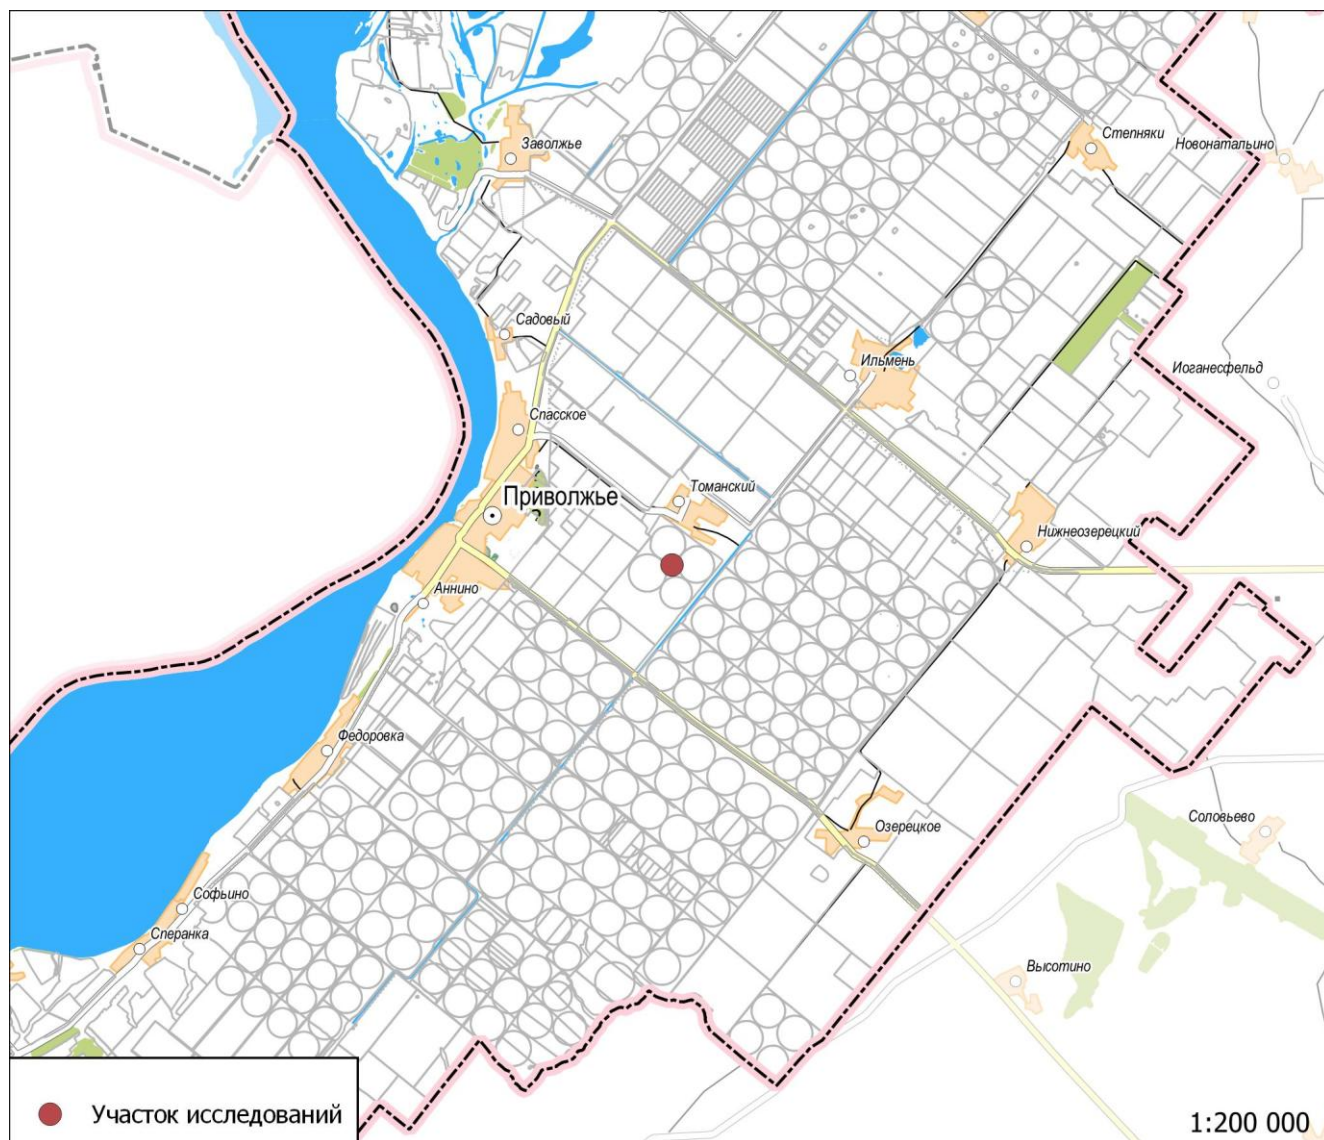 Заволжье
Степняки
Новонатальино
Садовый
Ильмень
Иоганесфельд
Спасское
Томанский
Приволжье
Нижнеозерецкий
Аннино
Федоровка
Соловьево
Озерецкое
Софьино
Сперанка
Высотино
Участок исследований
1:200 000